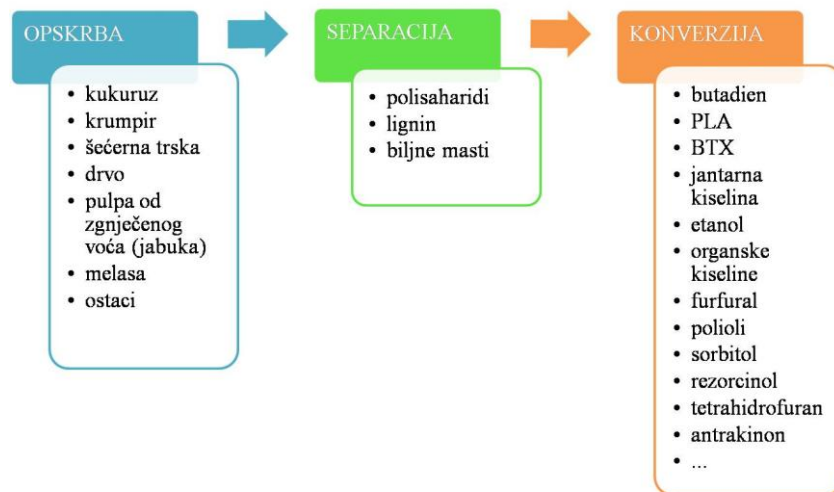 OPSKRBA
• kukuruz
• krumpir
• šećerna trska
• drvo
• pulpa od
zgnječenog
voća (jabuka)
• melasa
• ostaci
SEPARACIJA
• polisaharidi
• lignin
• biljne masti
KONVERZIJA
• butadien
• PLA
• BTX
• jantarna
kiselina
• etanol
• organske
kiseline
• furfural
• polioli
• sorbitol
• rezorcinol
• tetrahidrofuran
• antrakinon
• ...